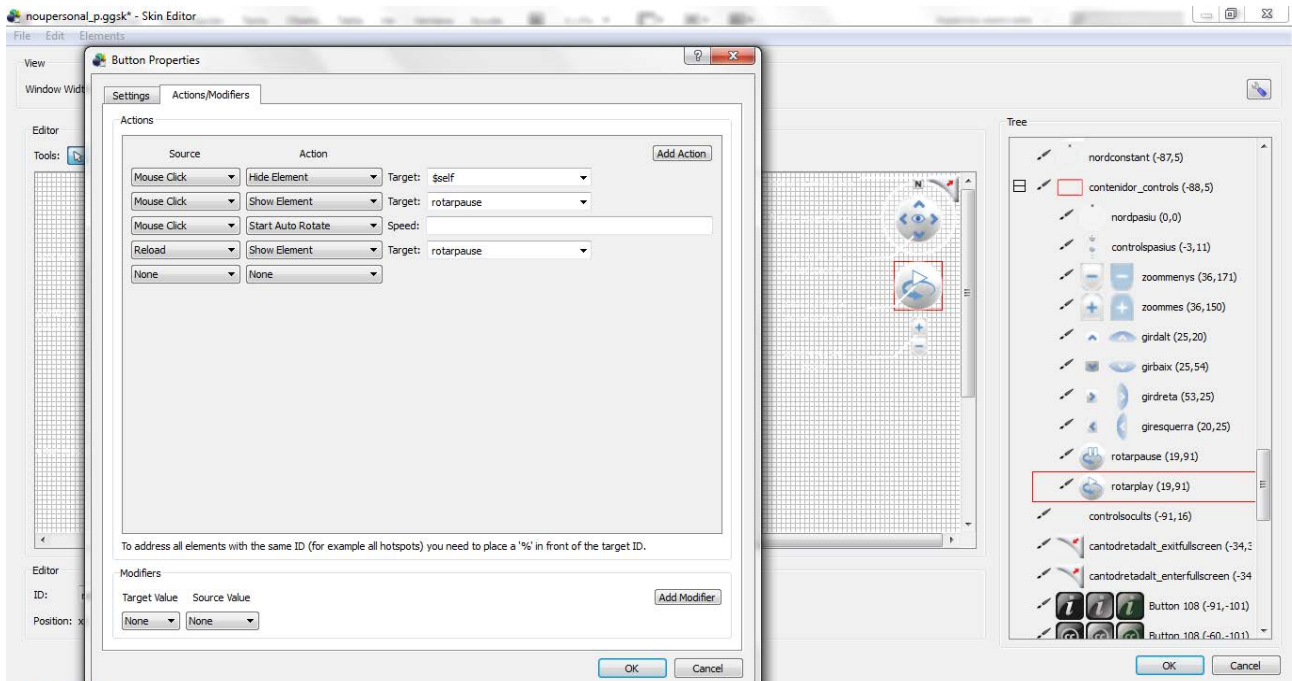 noupersonal_p.ggsk* - Skin Editor
File Edit Elements
View
Window Widt
Button Properties
Settings Actions/Modifiers
Actions
Source Action Add Action
Mouse Click Hide Element Target: $self
Mouse Click Show Element Target: rotarpause
Mouse Click Start Auto Rotate Speed:
Reload Show Element Target: rotarpause
None None
To address all elements with the same ID (for example all hotspots) you need to place a '%' in front of the target ID.
Modifiers
Target Value Source Value Add Modifier
None None
OK Cancel
Editor
Tools:
N
Editor
ID:
Position: x
Tree
nordconstant (-87,5)
contenidor_controls (-88,5)
nordpasiu (0,0)
controlspasius (-3,11)
zoommenys (36,171)
zoommes (36,150)
girdalt (25,20)
girbaix (25,54)
girdreta (53,25)
giresquerra (20,25)
rotarpause (19,91)
rotarplay (19,91)
controlsocults (-91,16)
cantodretadalt_exitfullscreen (-34,3
cantodretadalt_enterfullscreen (-34
Button 108 (-91,-101)
Button 108 (-60,-101)
OK Cancel